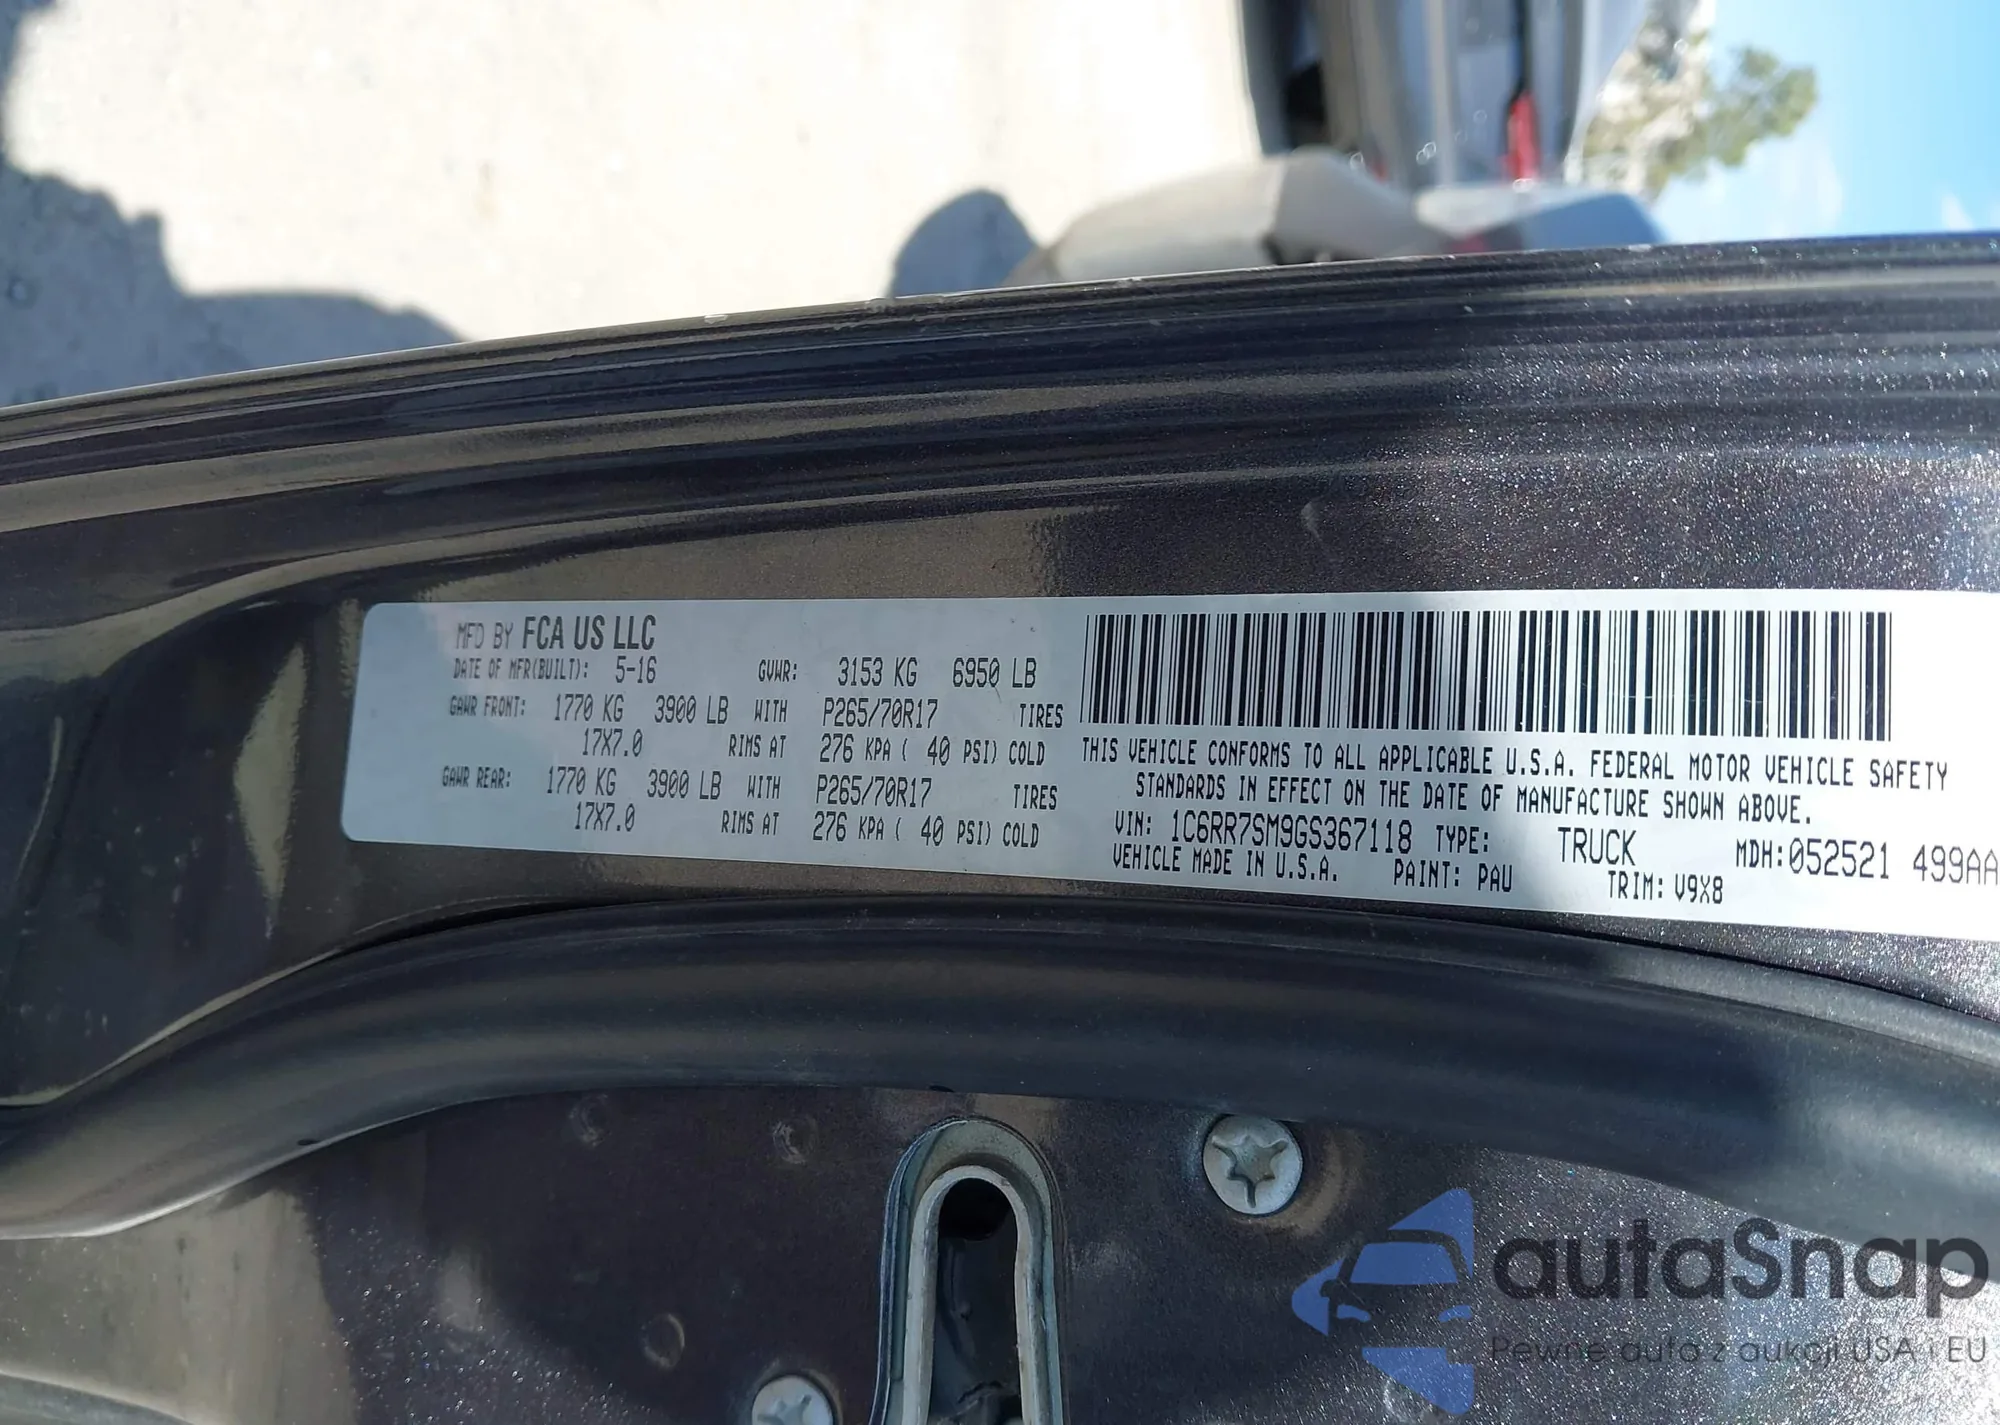 MFD BY FCA US LLC
DATE OF MFR(BUILT): 5-16 GVWR: 3153 KG 6950 LB
GAWR FRONT: 1770 KG 3900 LB WITH P265/70R17 TIRES
17X7.0 RIMS AT 276 KPA ( 40 PSI) COLD
GAWR REAR: 1770 KG 3900 LB WITH P265/70R17 TIRES
17X7.0 RIMS AT 276 KPA ( 40 PSI) COLD
THIS VEHICLE CONFORMS TO ALL APPLICABLE U.S.A. FEDERAL MOTOR VEHICLE SAFETY
STANDARDS IN EFFECT ON THE DATE OF MANUFACTURE SHOWN ABOVE.
VIN: 1C6RR7SM9GS367118 TYPE: TRUCK MDH:052521 499AA
VEHICLE MADE IN U.S.A. PAINT: PAU TRIM: V9X8
autaSnap
Pewne auta z aukcji USA i EU